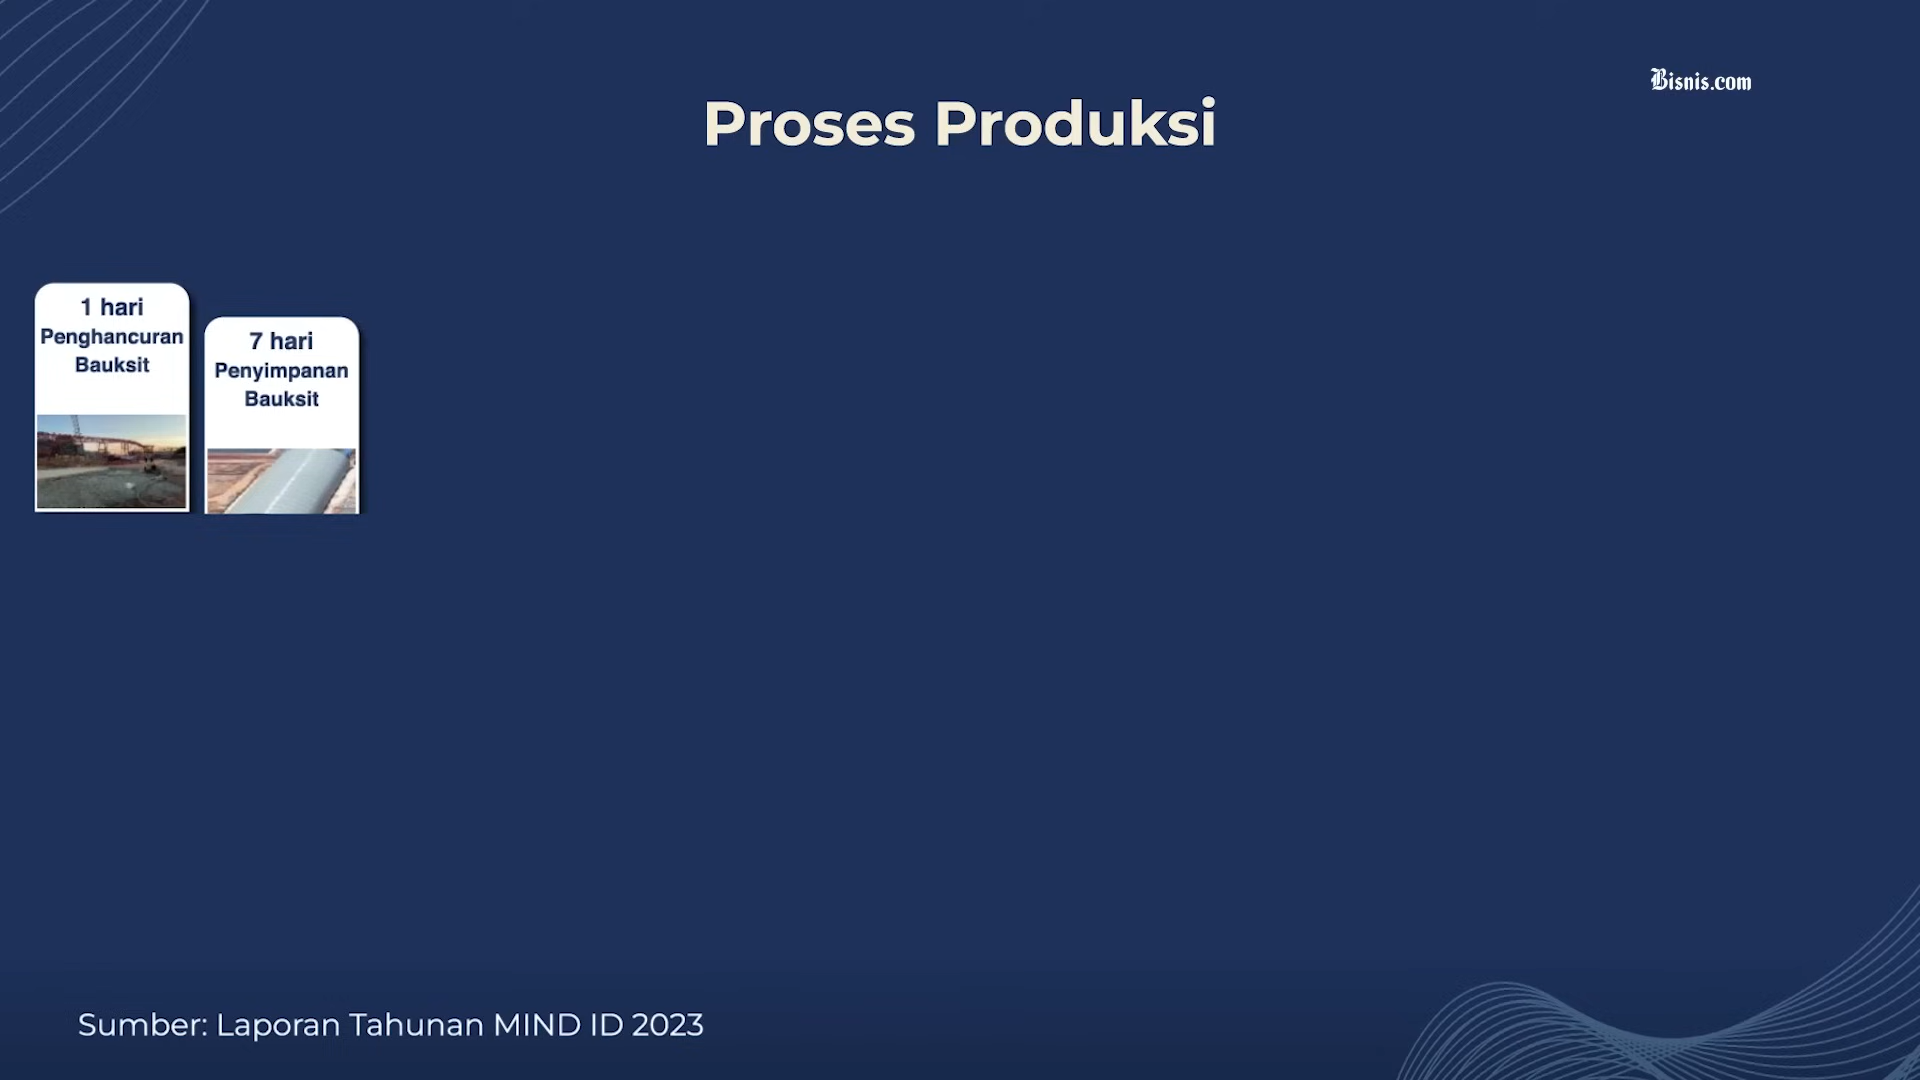 Bisnis.com
Proses Produksi
1 hari
Penghancuran
Bauksit
7 hari
Penyimpanan
Bauksit
Sumber: Laporan Tahunan MIND ID 2023